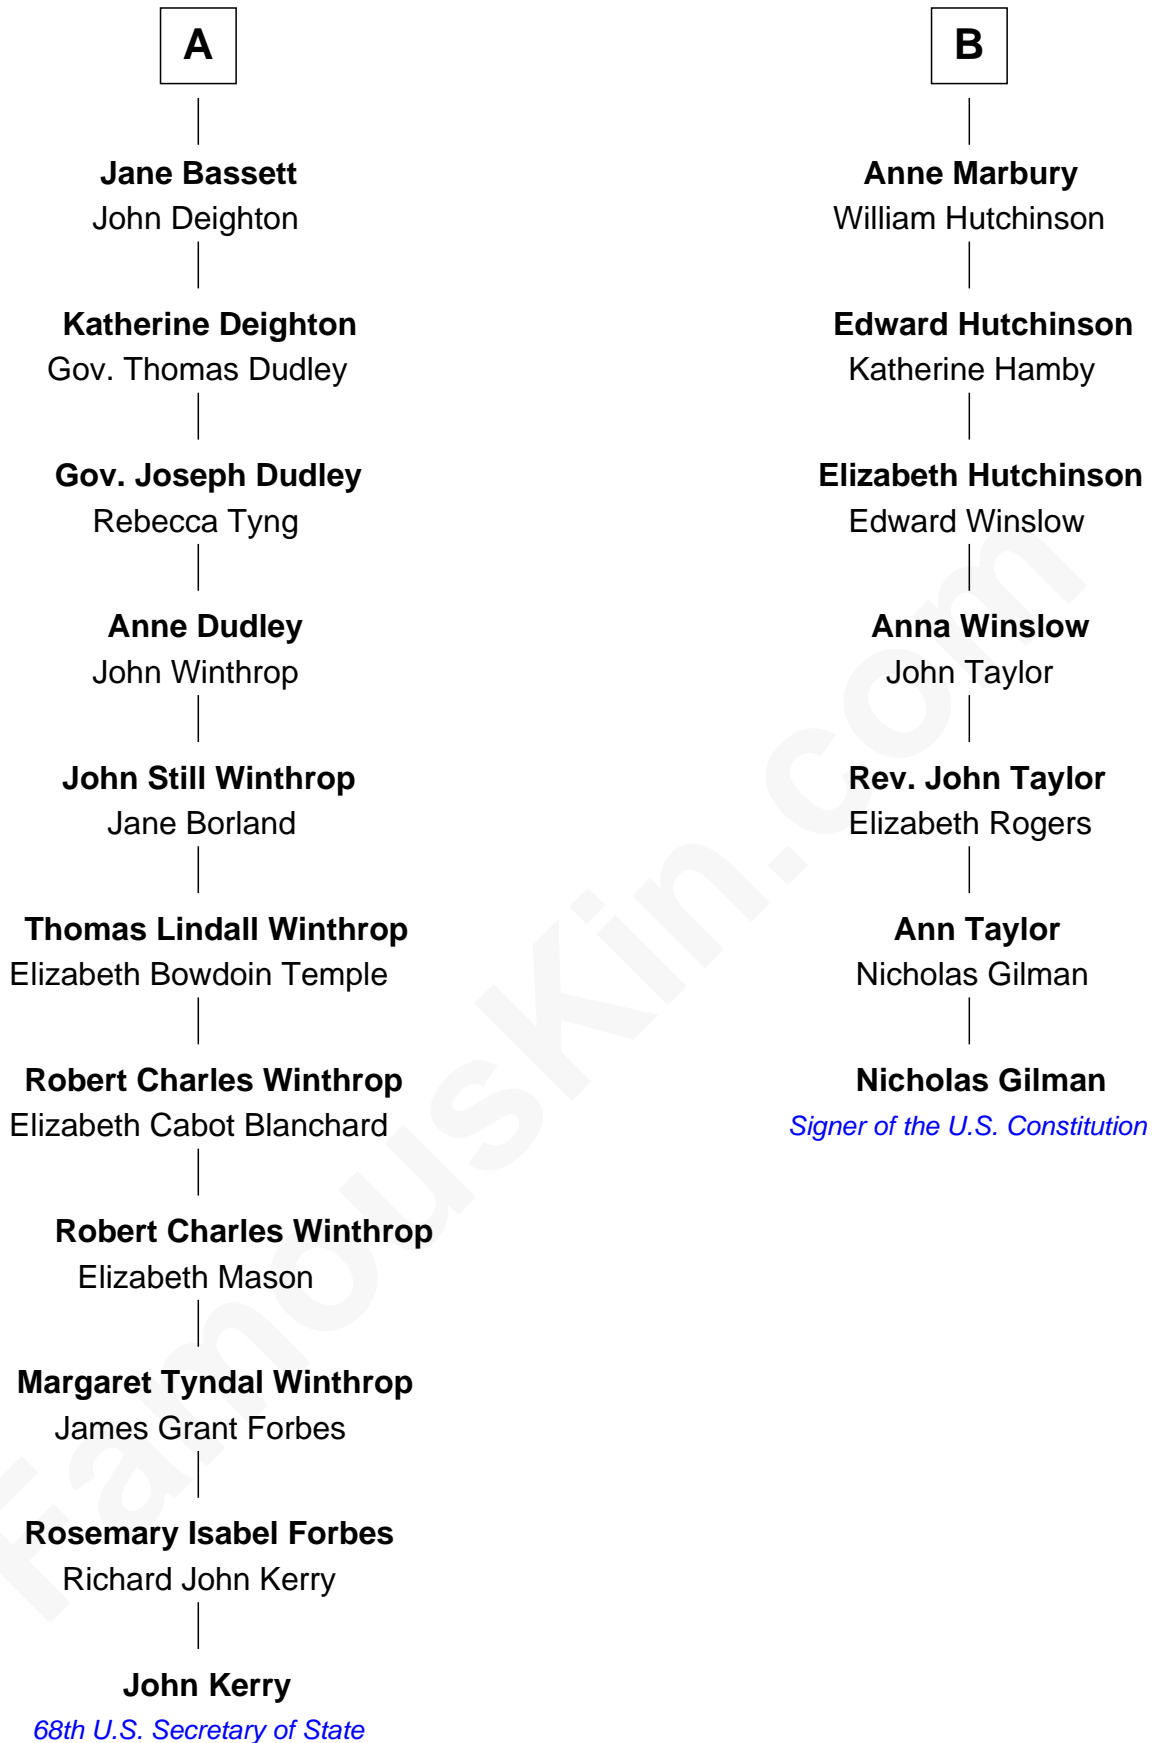 A
Jane Bassett
John Deighton
Katherine Deighton
Gov. Thomas Dudley
Gov. Joseph Dudley
Rebecca Tyng
Anne Dudley
John Winthrop
John Still Winthrop
Jane Borland
Thomas Lindall Winthrop
Elizabeth Bowdoin Temple
Robert Charles Winthrop
Elizabeth Cabot Blanchard
Robert Charles Winthrop
Elizabeth Mason
Margaret Tyndal Winthrop
James Grant Forbes
Rosemary Isabel Forbes
Richard John Kerry
John Kerry
68th U.S. Secretary of State
B
Anne Marbury
William Hutchinson
Edward Hutchinson
Katherine Hamby
Elizabeth Hutchinson
Edward Winslow
Anna Winslow
John Taylor
Rev. John Taylor
Elizabeth Rogers
Ann Taylor
Nicholas Gilman
Nicholas Gilman
Signer of the U.S. Constitution
FamousKin.com